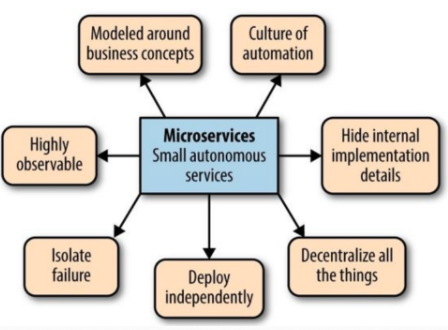 Modeled around
business concepts
Culture of
automation
Highly
observable
Microservices
Small autonomous
services
Hide internal
implementation
details
Isolate
failure
Deploy
independently
Decentralize all
the things